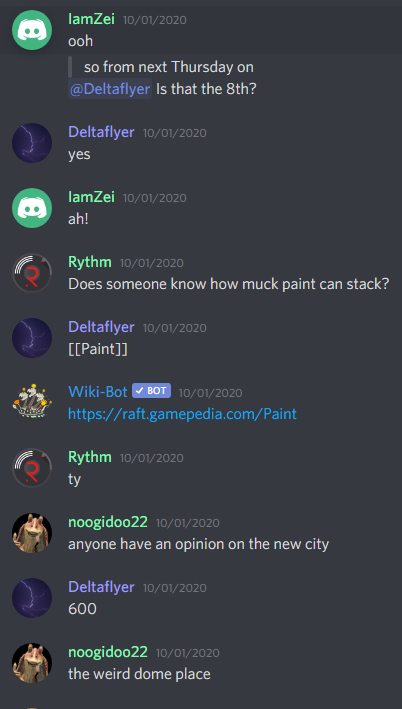 IamZei 10/01/2020
ooh
so from next Thursday on
@Deltaflyer Is that the 8th?
Deltaflyer 10/01/2020
yes
IamZei 10/01/2020
ah!
Rythm 10/01/2020
Does someone know how muck paint can stack?
Deltaflyer 10/01/2020
[[Paint]]
Wiki-Bot ✔ BOT 10/01/2020
https://raft.gamepedia.com/Paint
Rythm 10/01/2020
ty
noogidoo22 10/01/2020
anyone have an opinion on the new city
Deltaflyer 10/01/2020
600
noogidoo22 10/01/2020
the weird dome place